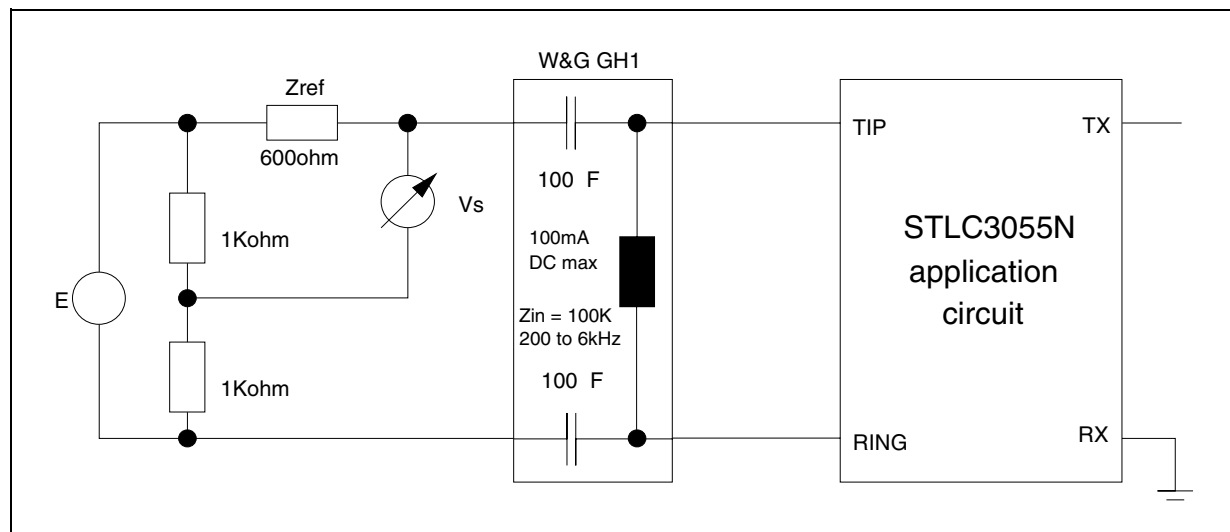 W&G GH1
Zref
600ohm
TIP
TX
100 F
Vs
1Kohm
100mA
DC max
STLC3055N
application
circuit
E
Zin = 100K
200 to 6kHz
100 F
1Kohm
RING
RX